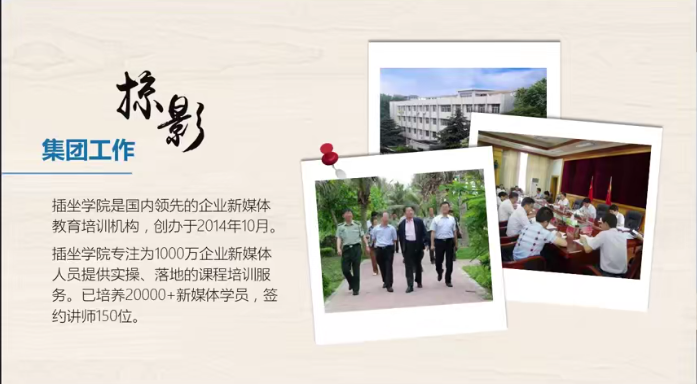 掠影
集团工作
插坐学院是国内领先的企业新媒体
教育培训机构，创办于2014年10月。
插坐学院专注为1000万企业新媒体
人员提供实操、落地的课程培训服
务。已培养20000+新媒体学员，签
约讲师150位。